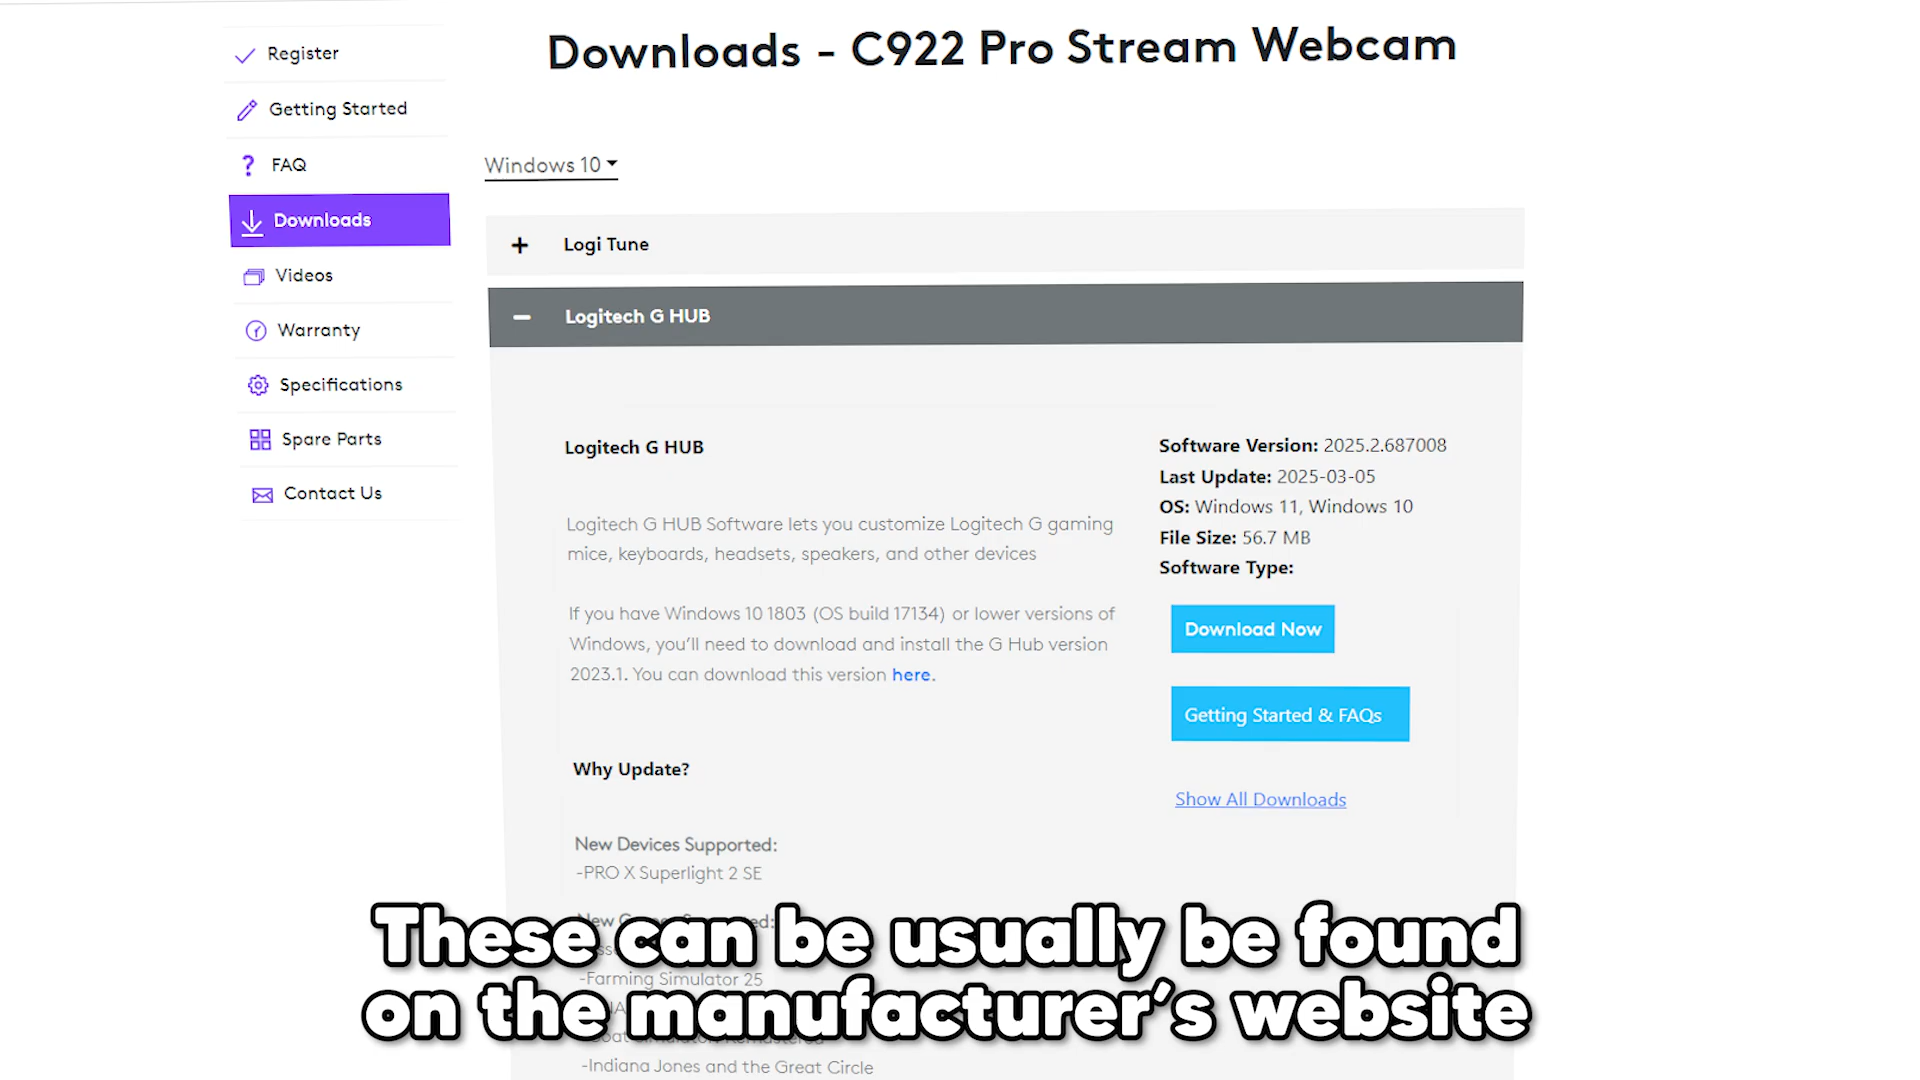 Downloads - C922 Pro Stream Webcam
Register
Getting Started
FAQ
Downloads
Videos
Warranty
Specifications
Spare Parts
Contact Us
Windows 10
Logi Tune
Logitech G HUB
Logitech G HUB
Logitech G HUB Software lets you customize Logitech G gaming
mice, keyboards, headsets, speakers, and other devices
If you have Windows 10 1803 (OS build 17134) or lower versions of
Windows, you'll need to download and install the G Hub version
2023.1. You can download this version here.
Why Update?
New Devices Supported:
-PRO X Superlight 2 SE
-Farming Simulator 25
-Indiana Jones and the Great Circle
Software Version: 2025.2.687008
Last Update: 2025-03-05
OS: Windows 11, Windows 10
File Size: 56.7 MB
Software Type:
Download Now
Getting Started & FAQs
Show All Downloads
These can be usually be found
on the manufacturer's website